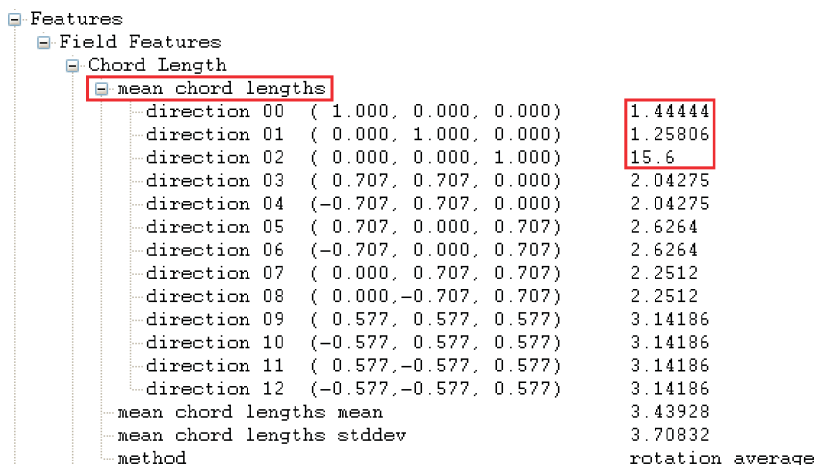 Features
Field Features
Chord Length
mean chord lengths
direction 00 ( 1.000, 0.000, 0.000) 1.44444
direction 01 ( 0.000, 1.000, 0.000) 1.25806
direction 02 ( 0.000, 0.000, 1.000) 15.6
direction 03 ( 0.707, 0.707, 0.000) 2.04275
direction 04 (-0.707, 0.707, 0.000) 2.04275
direction 05 ( 0.707, 0.000, 0.707) 2.6264
direction 06 (-0.707, 0.000, 0.707) 2.6264
direction 07 ( 0.000, 0.707, 0.707) 2.2512
direction 08 ( 0.000,-0.707, 0.707) 2.2512
direction 09 ( 0.577, 0.577, 0.577) 3.14186
direction 10 (-0.577, 0.577, 0.577) 3.14186
direction 11 ( 0.577,-0.577, 0.577) 3.14186
direction 12 (-0.577,-0.577, 0.577) 3.14186
mean chord lengths mean 3.43928
mean chord lengths stddev 3.70832
method rotation average